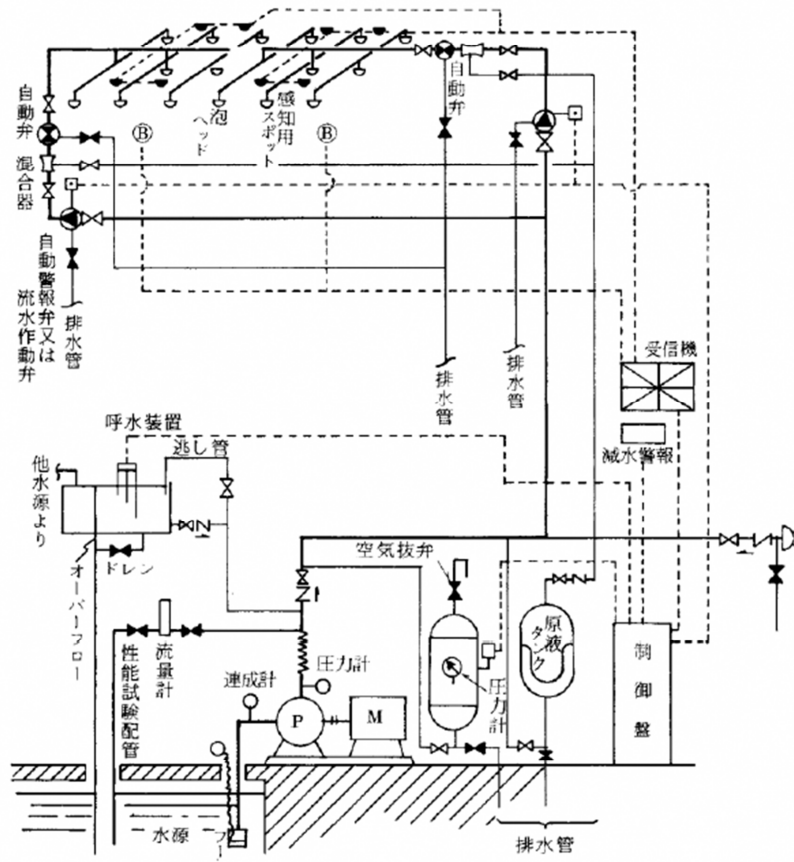 自動弁
混合器
自動警報弁又は
流水作動弁
排水管
Ⓑ
泡
ヘッド
感知用
スポット
Ⓑ
自動弁
排水管
排水管
受信機
減水警報
呼水装置
逃し管
他水源より
ドレン
オーバーフロー
空気抜弁
原液
タンク
制御盤
性能試験配管
流量計
連成計
圧力計
P
M
圧力計
水源
フー
排水管